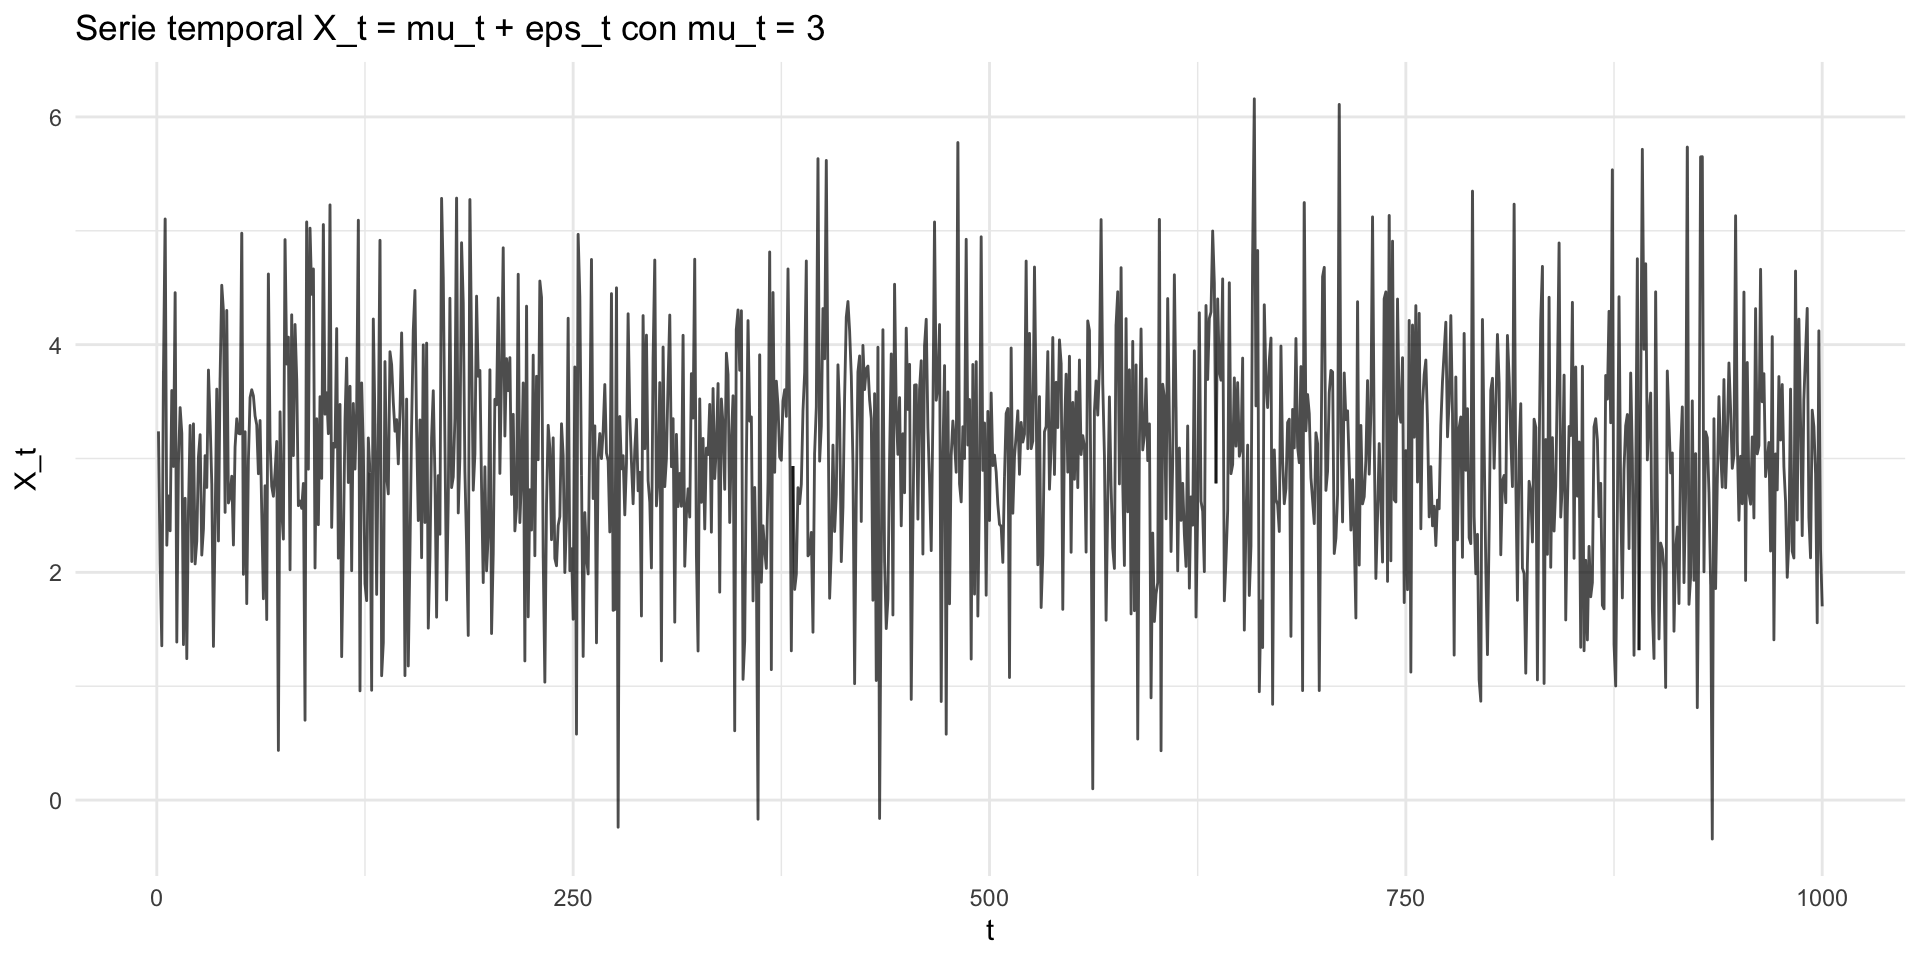 Serie temporal X_t = mu_t + eps_t con mu_t = 3
6
4
2
0
X_t
0 250 500 750 1000
t